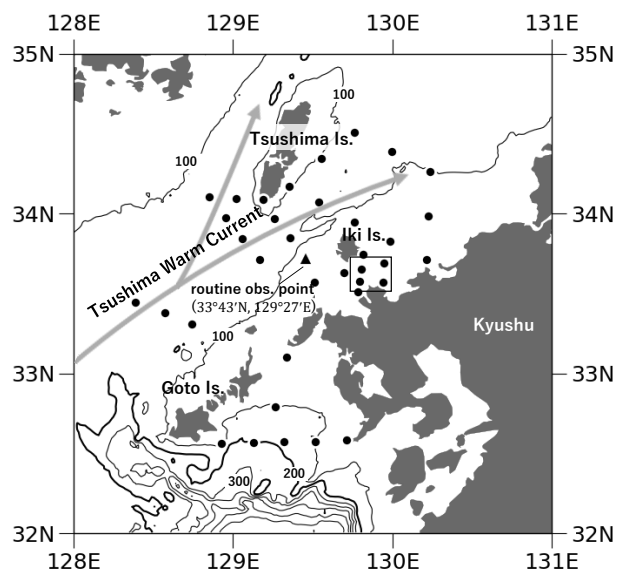 128E 129E 130E 131E
35N 35N
100
Tsushima Is.
100
34N 34N
Tsushima Warm Current
Iki Is.
routine obs. point
(33°43′N, 129°27′E)
Kyushu
100
33N 33N
Goto Is.
200
300
32N 32N
128E 129E 130E 131E